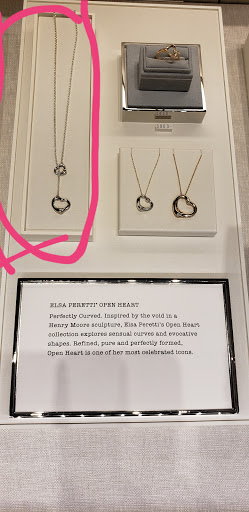 ELSA PERETTI® OPEN HEART
Perfectly Curved. Inspired by the void in a
Henry Moore sculpture, Elsa Peretti's Open Heart
collection explores sensual curves and evocative
shapes. Refined, pure and perfectly formed,
Open Heart is one of her most celebrated icons.